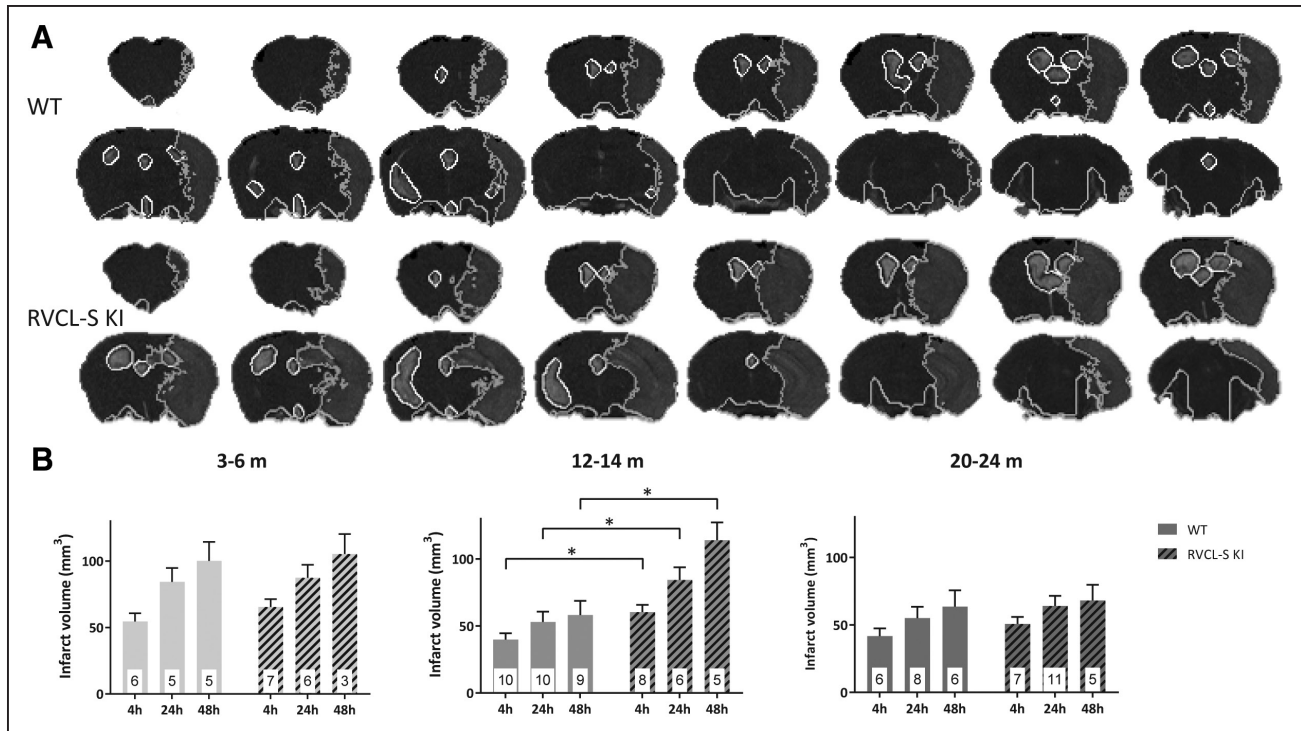 A
WT
RVCL-S KI
B
3-6 m
12-14 m
20-24 m
Infarct volume (mm3)
100
50
0
6
5
5
7
6
3
4h
24h
48h
4h
24h
48h
Infarct volume (mm3)
100
50
0
*
*
*
10
10
9
8
6
5
4h
24h
48h
4h
24h
48h
Infarct volume (mm3)
100
50
0
6
8
6
7
11
5
4h
24h
48h
4h
24h
48h
WT
RVCL-S KI